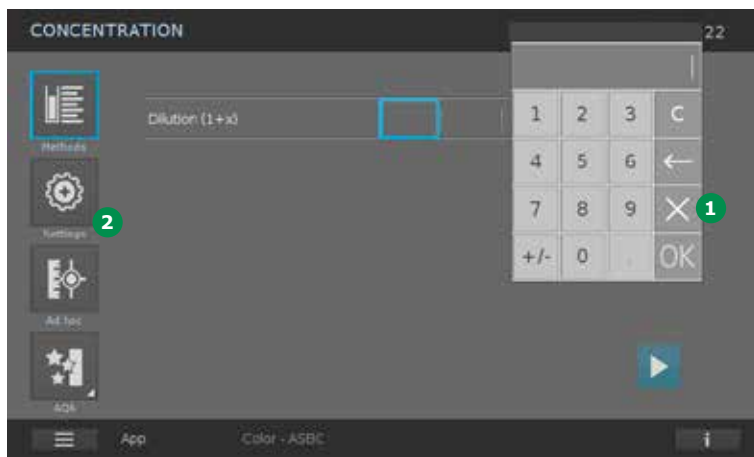 CONCENTRATION
22
Methods
Dilution (1+x)
1 2 3 C
4 5 6 ←
7 8 9 X
+/- 0 . OK
1
Settings
2
Ad hoc
AQA
App
Color - ASBC
i